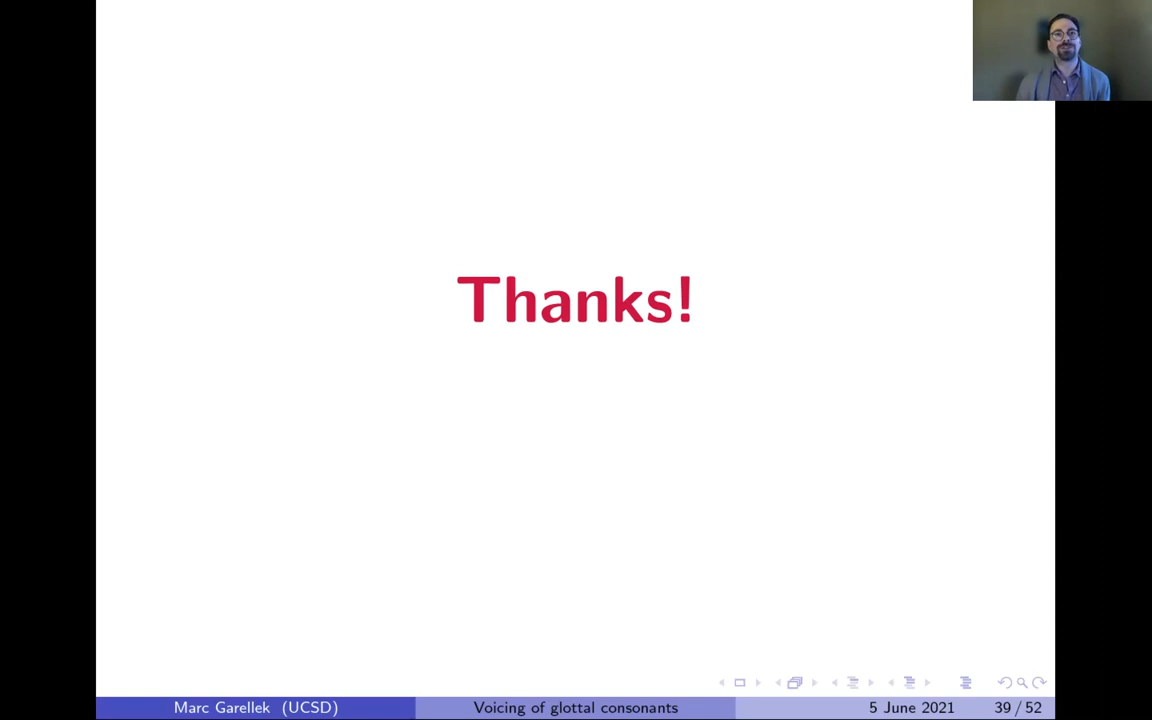 Thanks!
Marc Garellek (UCSD) Voicing of glottal consonants 5 June 2021 39 / 52